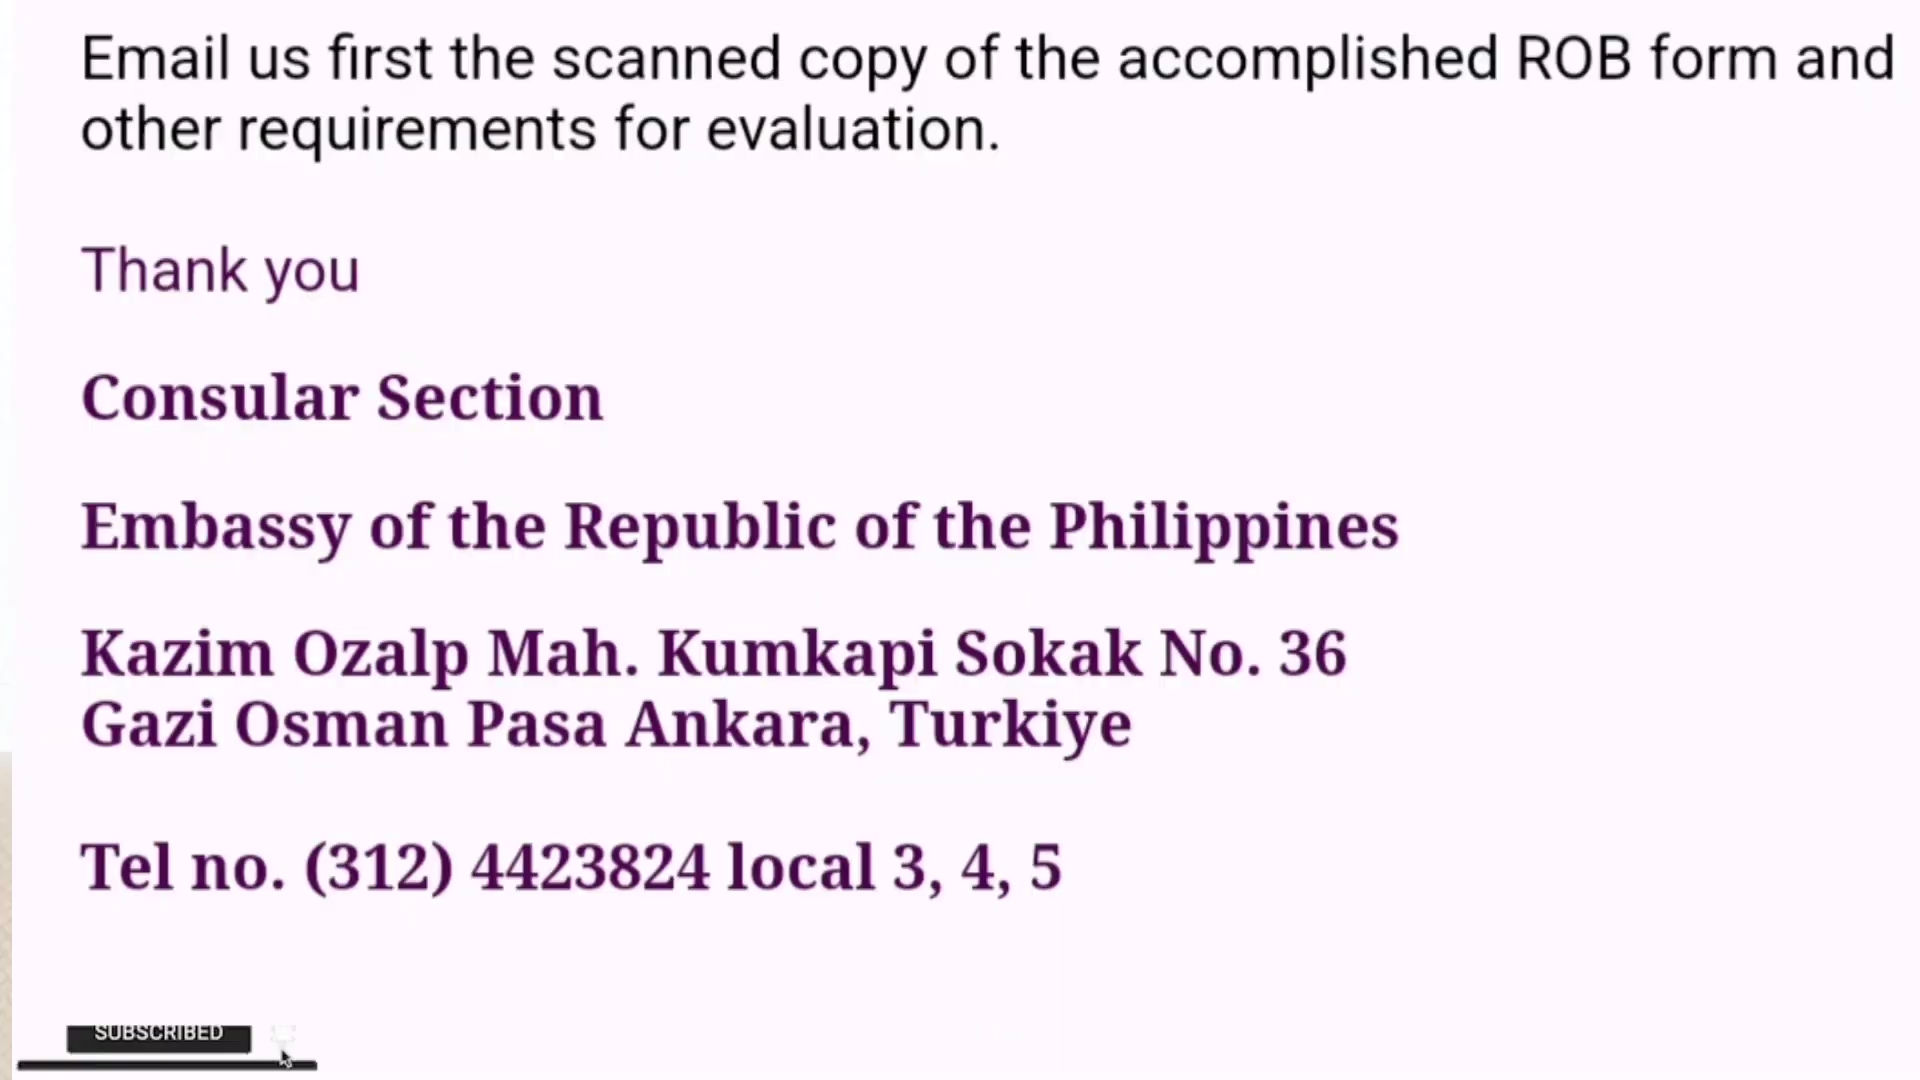 Email us first the scanned copy of the accomplished ROB form and
other requirements for evaluation.
Thank you
Consular Section
Embassy of the Republic of the Philippines
Kazim Ozalp Mah. Kumkapi Sokak No. 36
Gazi Osman Pasa Ankara, Turkiye
Tel no. (312) 4423824 local 3, 4, 5
SUBSCRIBED